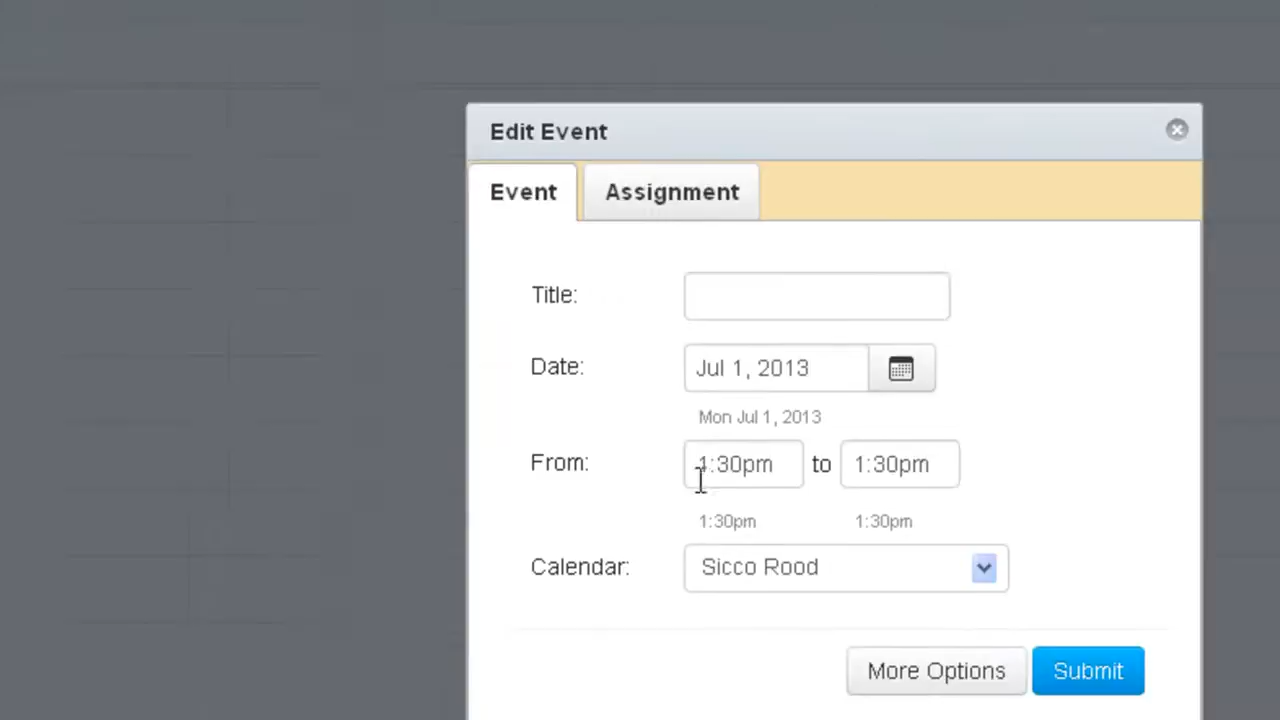 Edit Event
Event Assignment
Title:
Date: Jul 1, 2013
Mon Jul 1, 2013
From: 1:30pm to 1:30pm
1:30pm 1:30pm
Calendar: Sicco Rood
More Options Submit